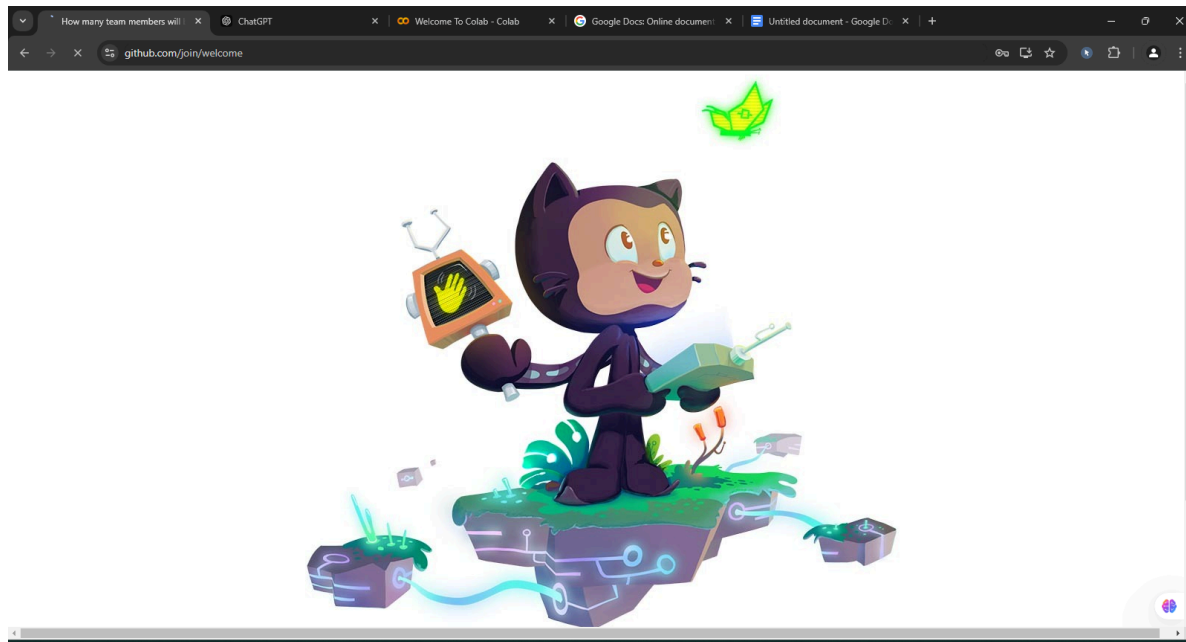 How many team members will
ChatGPT
Welcome To Colab - Colab
Google Docs: Online document
Untitled document - Google Do
github.com/join/welcome